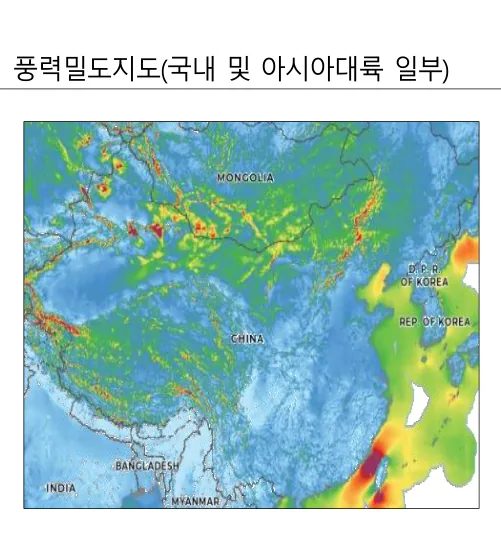 풍력밀도지도(국내 및 아시아대륙 일부)
MONGOLIA
D. P. R.
OF KOREA
REP. OF KOREA
CHINA
BANGLADESH
INDIA
MYANMAR